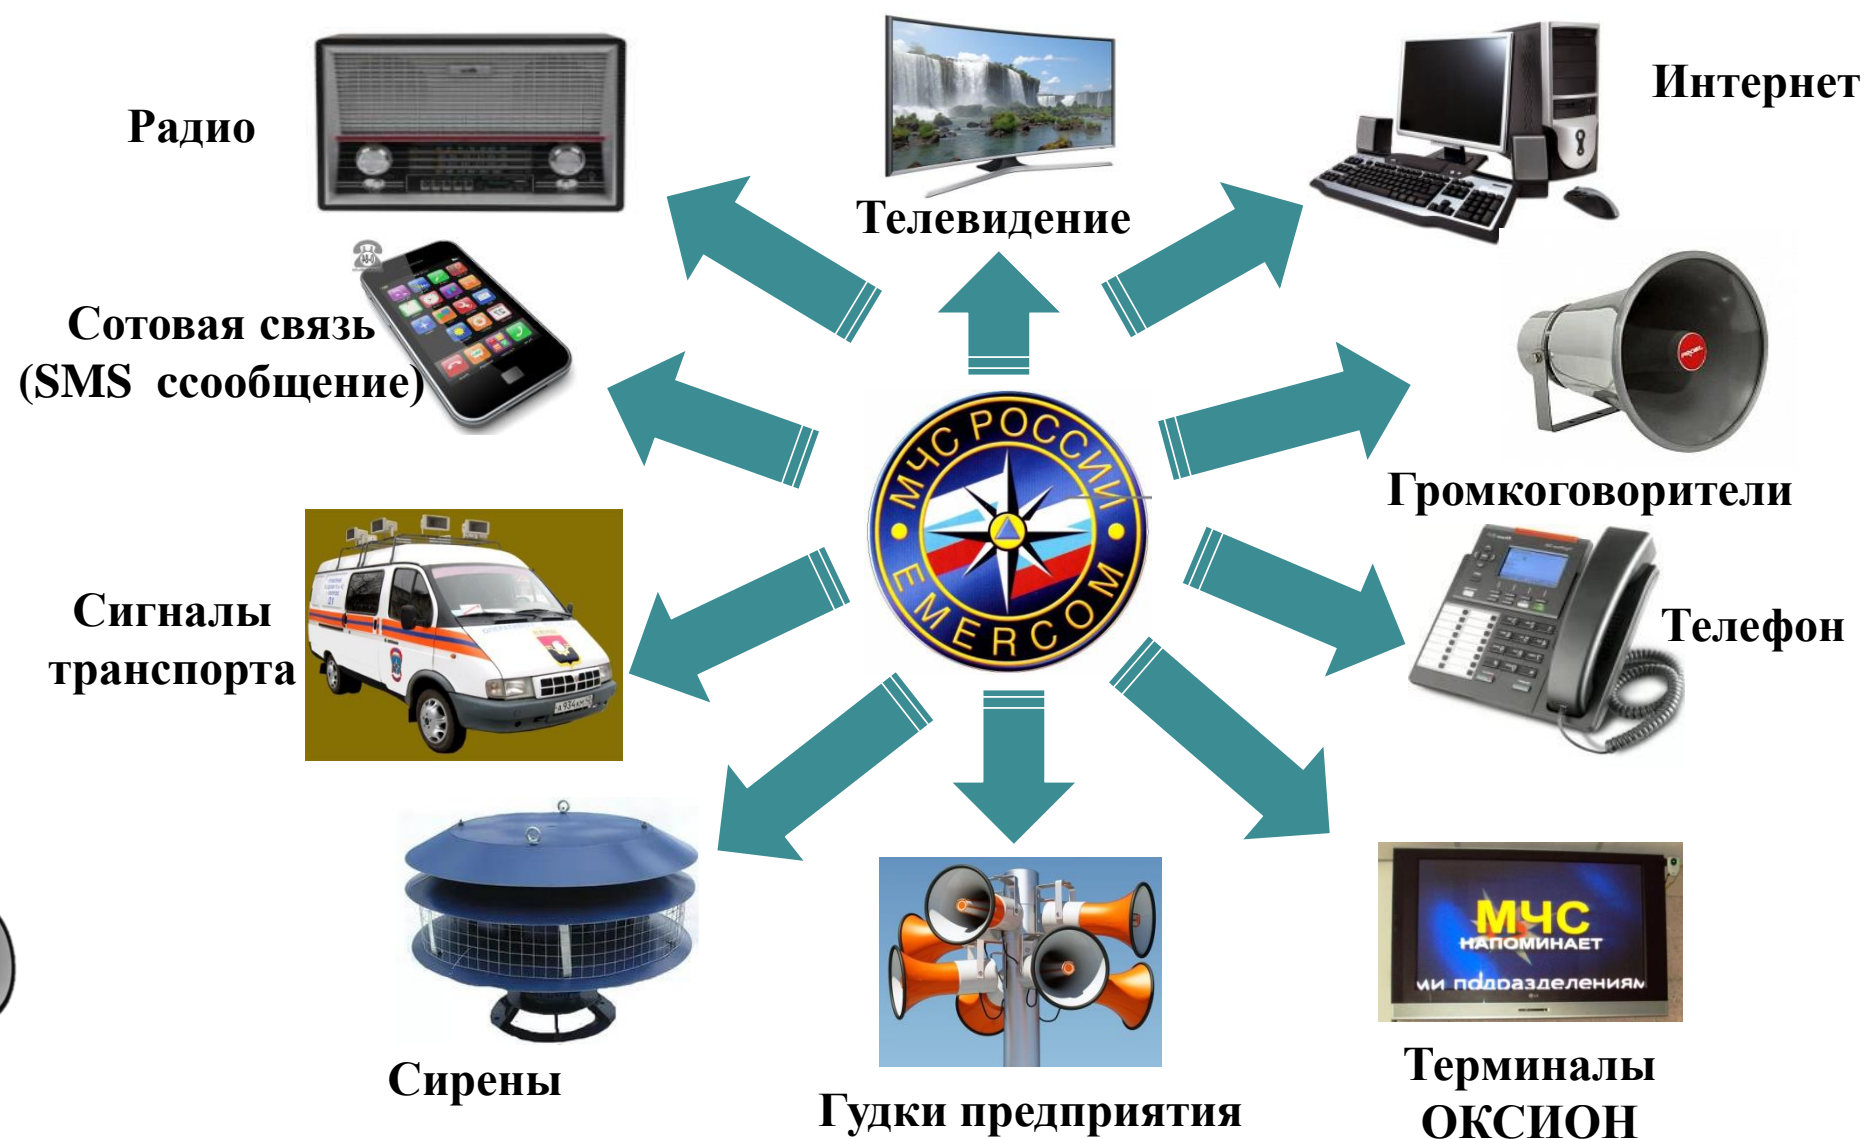 Радио
Телевидение
Интернет
Сотовая связь
(SMS ссообщение)
Громкоговорители
МЧС РОССИИ
EMERCOM
Сигналы
транспорта
Телефон
Сирены
Гудки предприятия
МЧС
НАПОМИНАЕТ
ми подразделениям
Терминалы
ОКСИОН